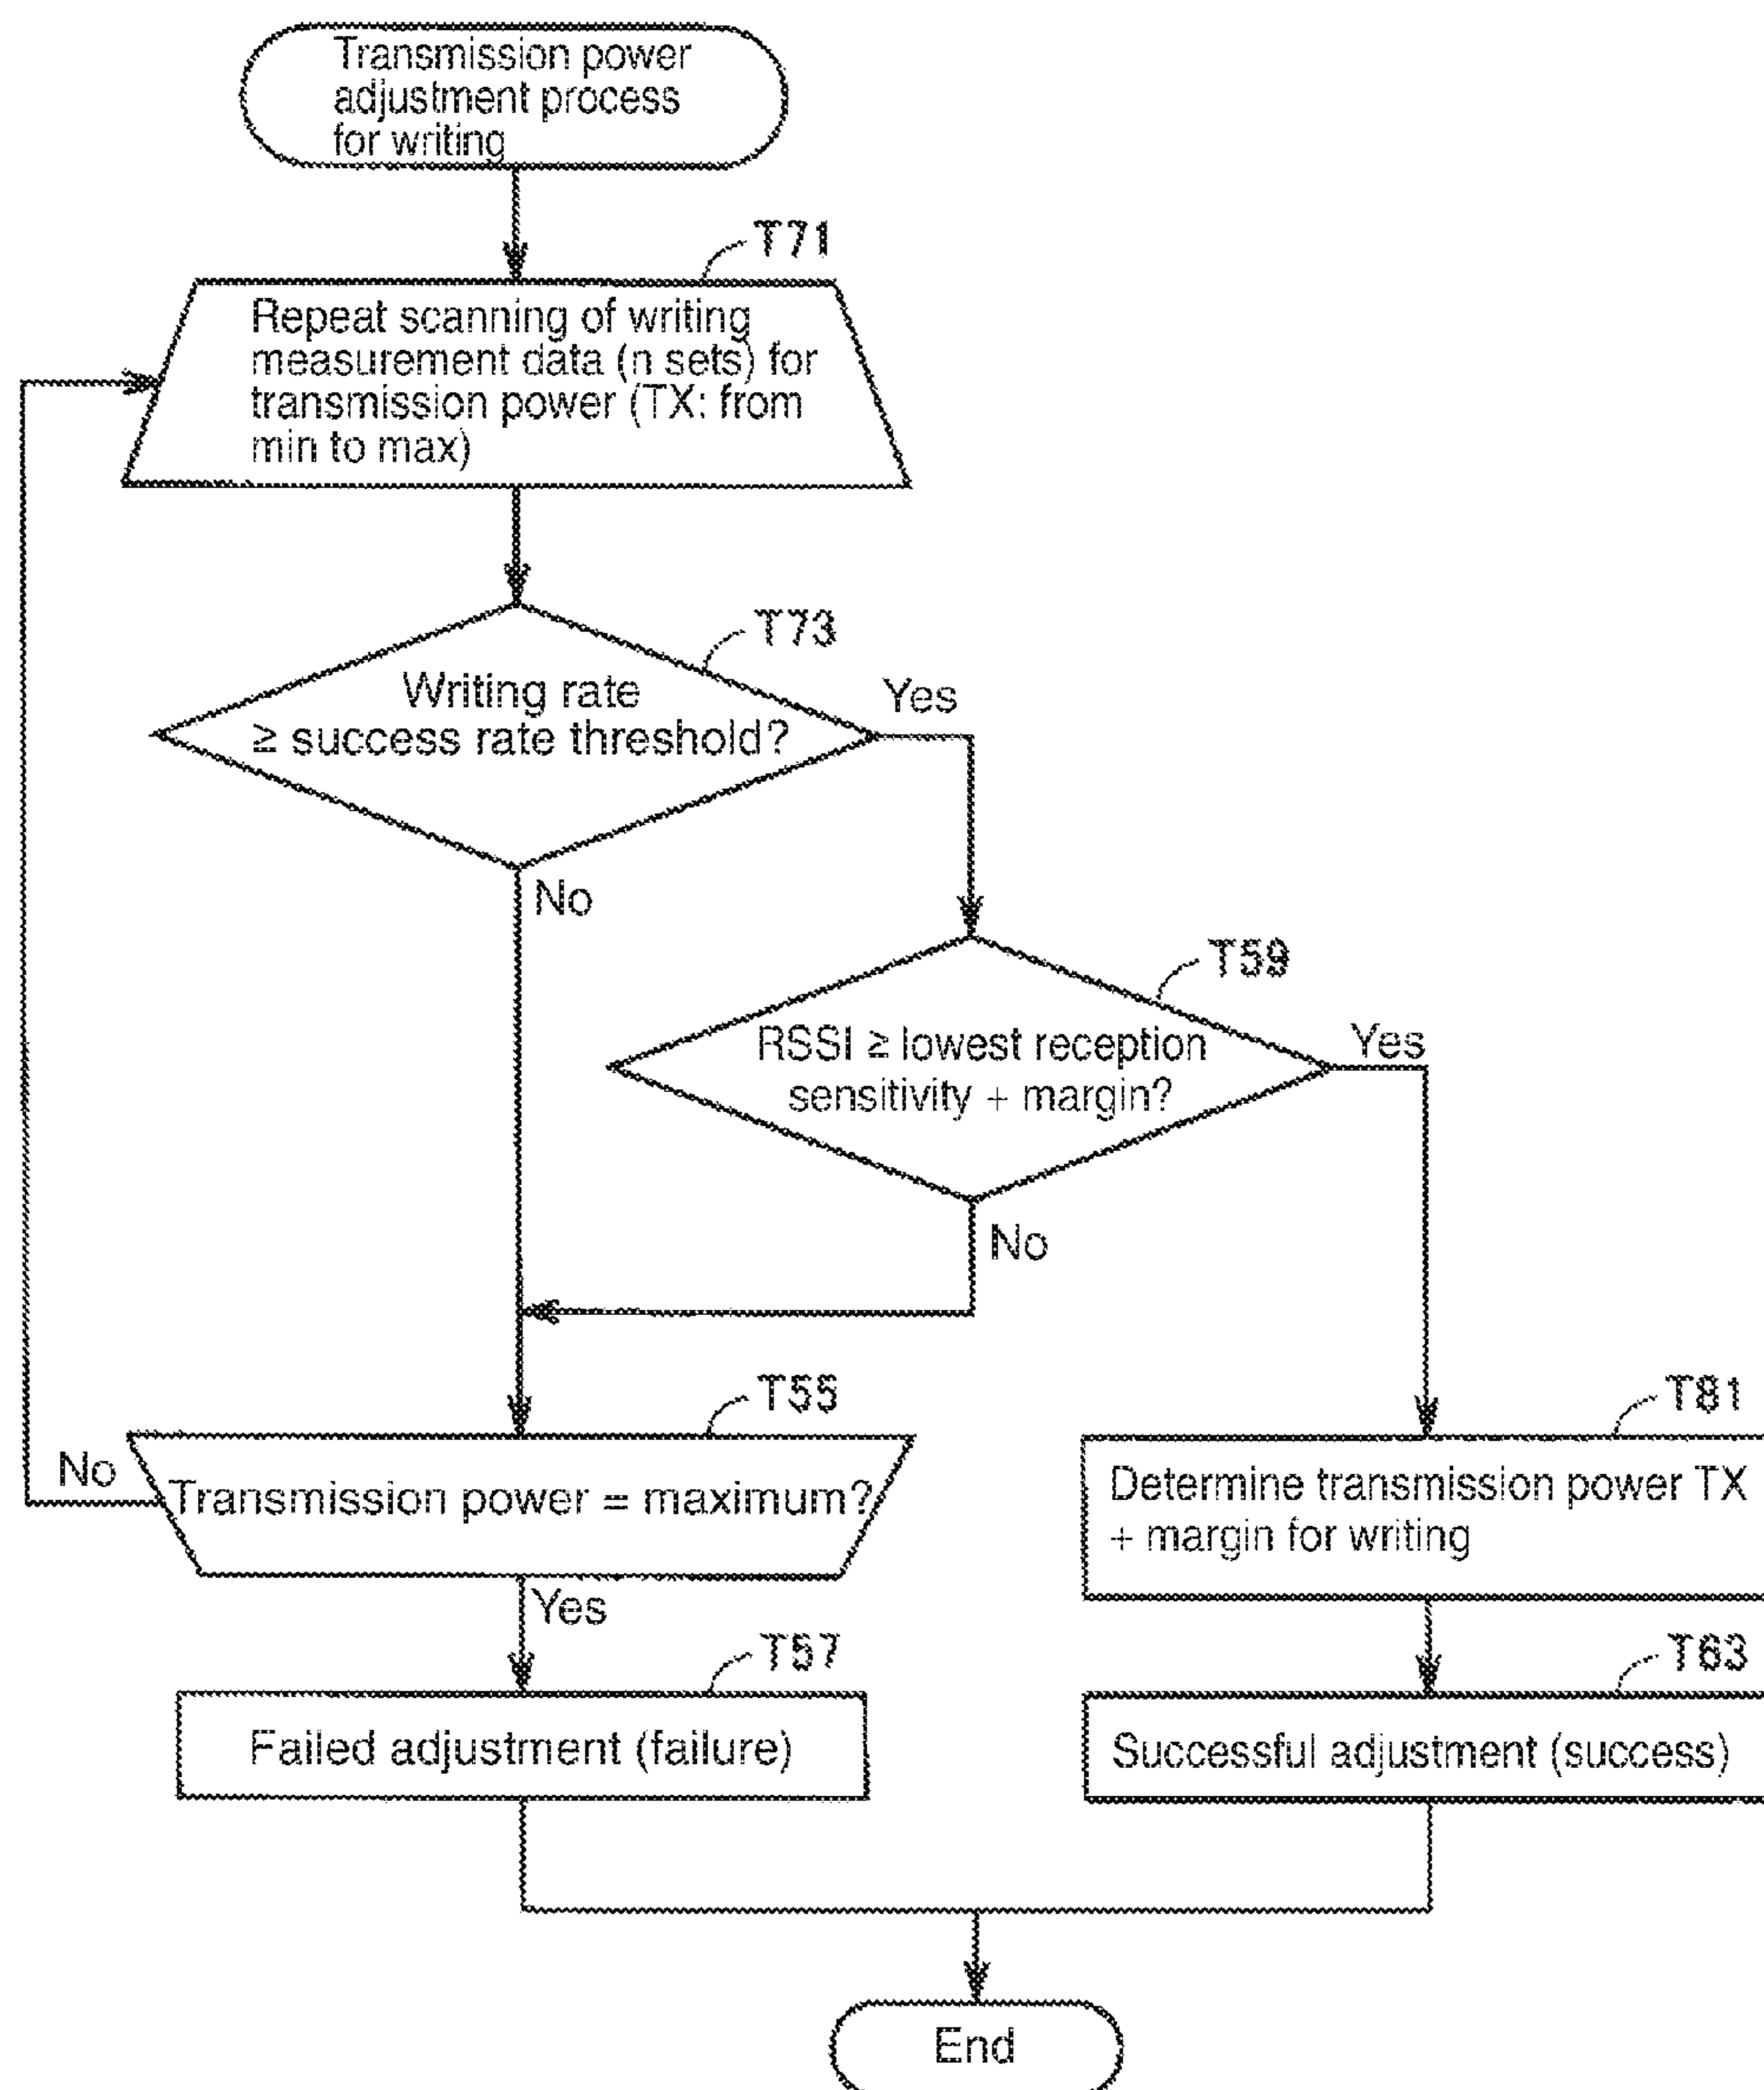 Transmission power
adjustment process
for writing
T71
Repeat scanning of writing
measurement data (n sets) for
transmission power (TX: from
min to max)
T73
Writing rate
≥ success rate threshold?
Yes
No
T59
RSSI ≥ lowest reception
sensitivity + margin?
Yes
No
T55
Transmission power = maximum?
No
Yes
T81
Determine transmission power TX
+ margin for writing
T57
Failed adjustment (failure)
T63
Successful adjustment (success)
End